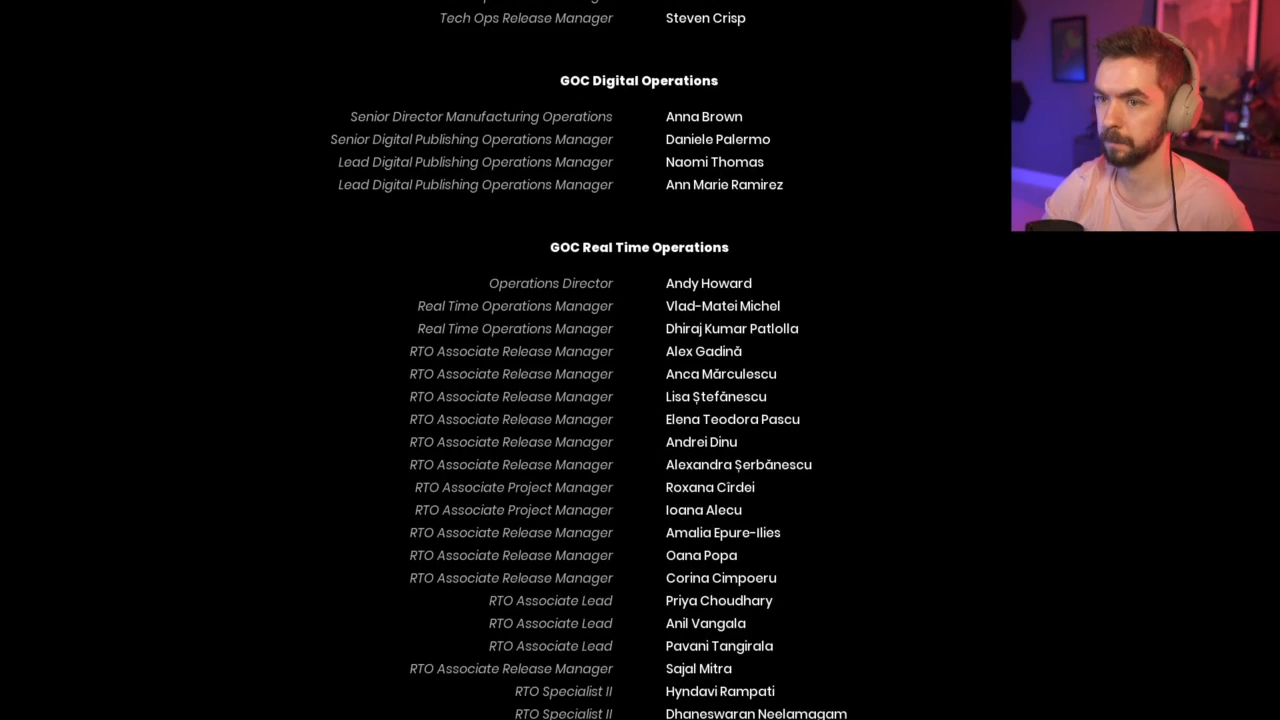 Tech Ops Release Manager Steven Crisp
GOC Digital Operations
Senior Director Manufacturing Operations Anna Brown
Senior Digital Publishing Operations Manager Daniele Palermo
Lead Digital Publishing Operations Manager Naomi Thomas
Lead Digital Publishing Operations Manager Ann Marie Ramirez
GOC Real Time Operations
Operations Director Andy Howard
Real Time Operations Manager Vlad-Matei Michel
Real Time Operations Manager Dhiraj Kumar Patlolla
RTO Associate Release Manager Alex Gadină
RTO Associate Release Manager Anca Mărculescu
RTO Associate Release Manager Lisa Ștefănescu
RTO Associate Release Manager Elena Teodora Pascu
RTO Associate Release Manager Andrei Dinu
RTO Associate Release Manager Alexandra Șerbănescu
RTO Associate Project Manager Roxana Cîrdei
RTO Associate Project Manager Ioana Alecu
RTO Associate Release Manager Amalia Epure-Ilies
RTO Associate Release Manager Oana Popa
RTO Associate Release Manager Corina Cimpoeru
RTO Associate Lead Priya Choudhary
RTO Associate Lead Anil Vangala
RTO Associate Lead Pavani Tangirala
RTO Associate Release Manager Sajal Mitra
RTO Specialist II Hyndavi Rampati
RTO Specialist II Dhaneswaran Neelamagam